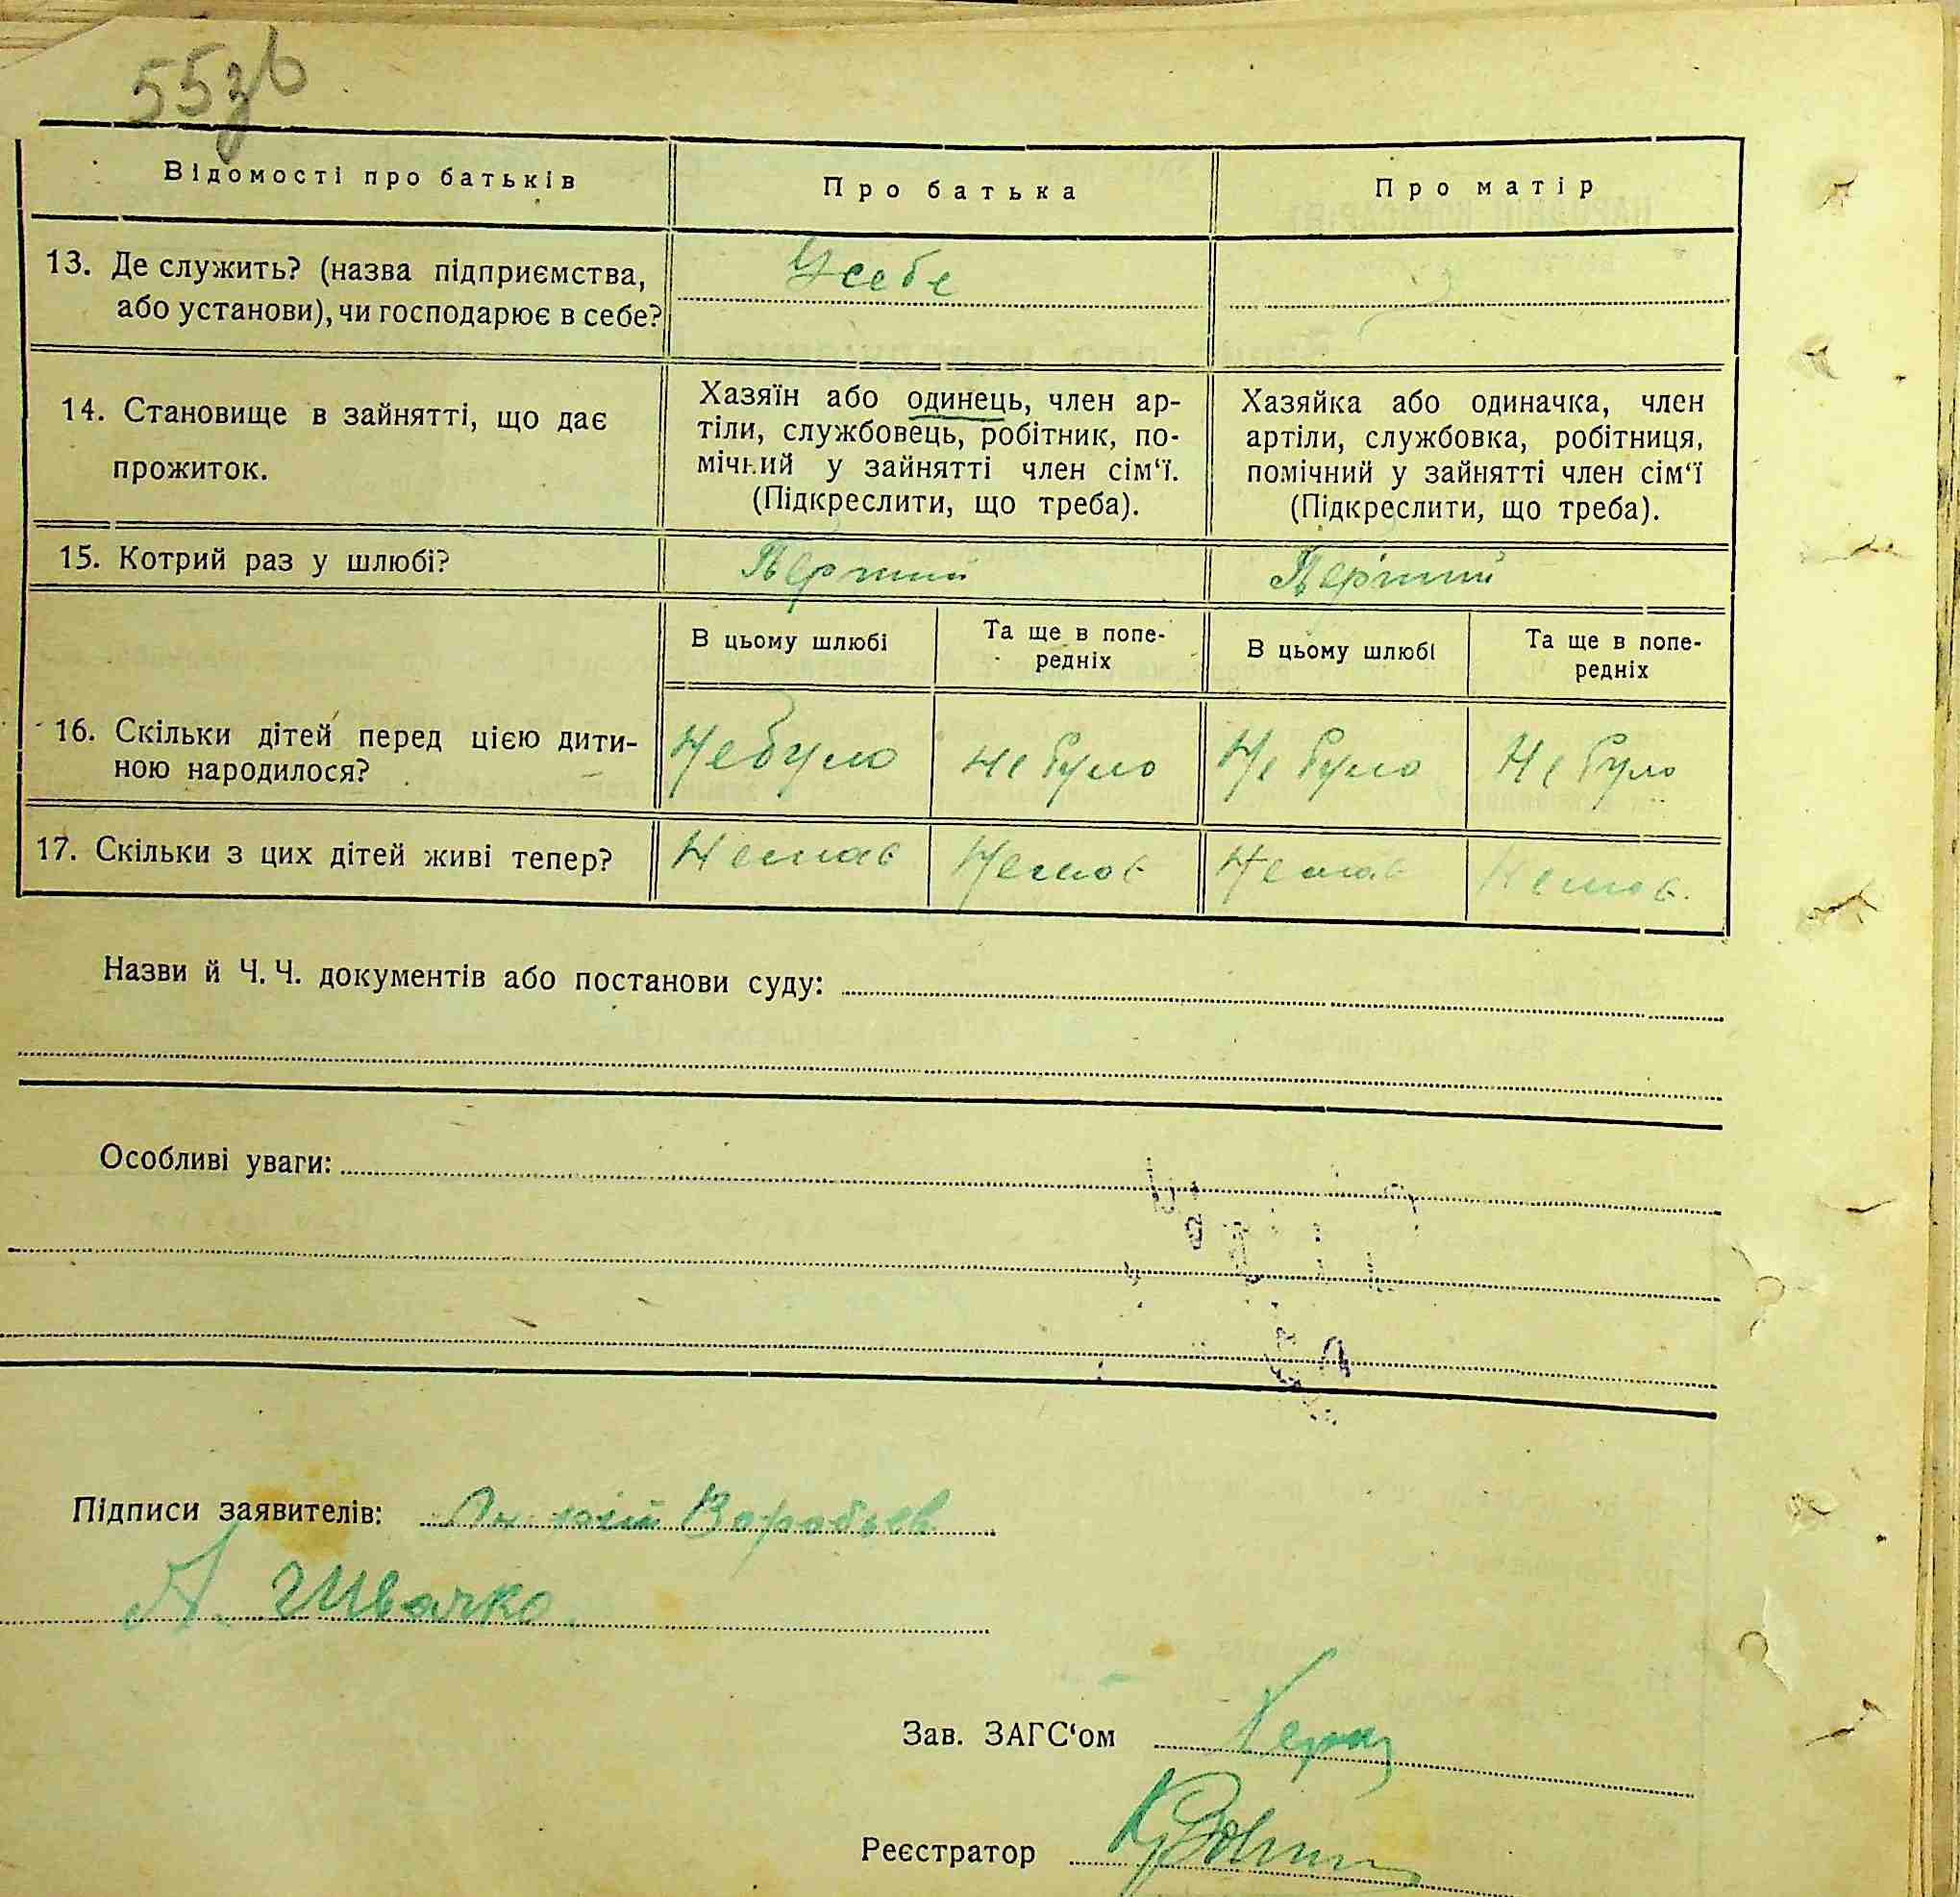 55зв
Відомості про батьків
Про батька
Про матір
13. Де служить? (назва підприємства,
або установи), чи господарює в себе?
У себе
14. Становище в зайнятті, що дає
прожиток.
Хазяїн або одинець, член ар-
тіли, службовець, робітник, по-
мічний у зайнятті член сім‘ї.
(Підкреслити, що треба).
Хазяйка або одиначка, член
артіли, службовка, робітниця,
помічний у зайнятті член сім‘ї
(Підкреслити, що треба).
15. Котрий раз у шлюбі?
Перший
Перший
В цьому шлюбі
Та ще в попе-
редніх
В цьому шлюбі
Та ще в попе-
редніх
16. Скільки дітей перед цією дити-
ною народилося?
Небуло
не було
Не було
Не було
17. Скільки з цих дітей живі тепер?
Немає
Немає
Немає
Немає.
Назви й Ч. Ч. документів або постанови суду:
Особливі уваги:
Підписи заявителів: Воробьев
А. Швачко
Зав. ЗАГС‘ом
Реєстратор